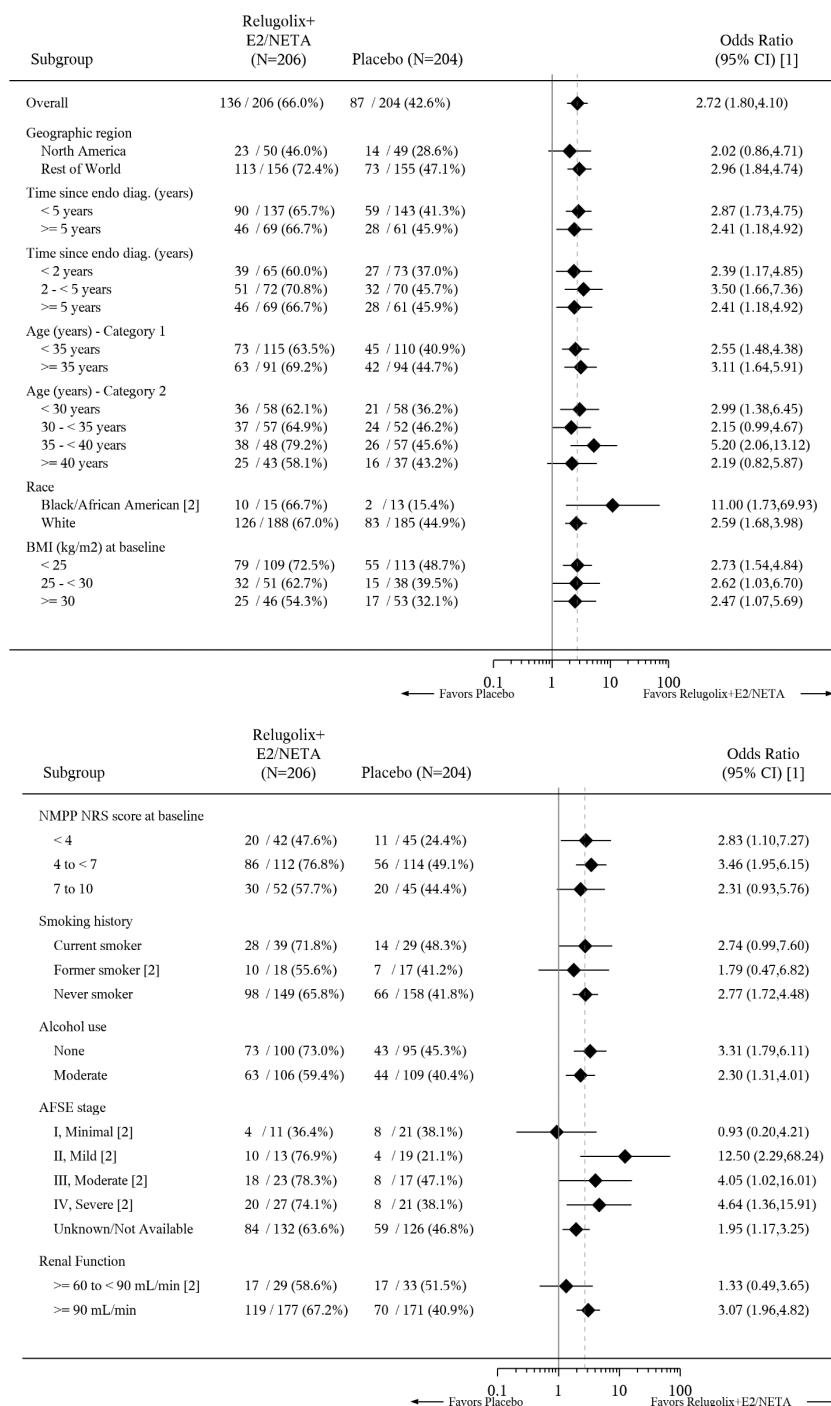 Relugolix+
E2/NETA Odds Ratio
Subgroup (N=206) Placebo (N=204) (95% CI) [1]
Overall 136 / 206 (66.0%) 87 / 204 (42.6%) 2.72 (1.80,4.10)
Geographic region
North America 23 / 50 (46.0%) 14 / 49 (28.6%) 2.02 (0.86,4.71)
Rest of World 113 / 156 (72.4%) 73 / 155 (47.1%) 2.96 (1.84,4.74)
Time since endo diag. (years)
< 5 years 90 / 137 (65.7%) 59 / 143 (41.3%) 2.87 (1.73,4.75)
>= 5 years 46 / 69 (66.7%) 28 / 61 (45.9%) 2.41 (1.18,4.92)
Time since endo diag. (years)
< 2 years 39 / 65 (60.0%) 27 / 73 (37.0%) 2.39 (1.17,4.85)
2 - < 5 years 51 / 72 (70.8%) 32 / 70 (45.7%) 3.50 (1.66,7.36)
>= 5 years 46 / 69 (66.7%) 28 / 61 (45.9%) 2.41 (1.18,4.92)
Age (years) - Category 1
< 35 years 73 / 115 (63.5%) 45 / 110 (40.9%) 2.55 (1.48,4.38)
>= 35 years 63 / 91 (69.2%) 42 / 94 (44.7%) 3.11 (1.64,5.91)
Age (years) - Category 2
< 30 years 36 / 58 (62.1%) 21 / 58 (36.2%) 2.99 (1.38,6.45)
30 - < 35 years 37 / 57 (64.9%) 24 / 52 (46.2%) 2.15 (0.99,4.67)
35 - < 40 years 38 / 48 (79.2%) 26 / 57 (45.6%) 5.20 (2.06,13.12)
>= 40 years 25 / 43 (58.1%) 16 / 37 (43.2%) 2.19 (0.82,5.87)
Race
Black/African American [2] 10 / 15 (66.7%) 2 / 13 (15.4%) 11.00 (1.73,69.93)
White 126 / 188 (67.0%) 83 / 185 (44.9%) 2.59 (1.68,3.98)
BMI (kg/m2) at baseline
< 25 79 / 109 (72.5%) 55 / 113 (48.7%) 2.73 (1.54,4.84)
25 - < 30 32 / 51 (62.7%) 15 / 38 (39.5%) 2.62 (1.03,6.70)
>= 30 25 / 46 (54.3%) 17 / 53 (32.1%) 2.47 (1.07,5.69)
0.1 1 10 100
Favors Placebo Favors Relugolix+E2/NETA
Relugolix+
E2/NETA Odds Ratio
Subgroup (N=206) Placebo (N=204) (95% CI) [1]
NMPP NRS score at baseline
< 4 20 / 42 (47.6%) 11 / 45 (24.4%) 2.83 (1.10,7.27)
4 to < 7 86 / 112 (76.8%) 56 / 114 (49.1%) 3.46 (1.95,6.15)
7 to 10 30 / 52 (57.7%) 20 / 45 (44.4%) 2.31 (0.93,5.76)
Smoking history
Current smoker 28 / 39 (71.8%) 14 / 29 (48.3%) 2.74 (0.99,7.60)
Former smoker [2] 10 / 18 (55.6%) 7 / 17 (41.2%) 1.79 (0.47,6.82)
Never smoker 98 / 149 (65.8%) 66 / 158 (41.8%) 2.77 (1.72,4.48)
Alcohol use
None 73 / 100 (73.0%) 43 / 95 (45.3%) 3.31 (1.79,6.11)
Moderate 63 / 106 (59.4%) 44 / 109 (40.4%) 2.30 (1.31,4.01)
AFSE stage
I, Minimal [2] 4 / 11 (36.4%) 8 / 21 (38.1%) 0.93 (0.20,4.21)
II, Mild [2] 10 / 13 (76.9%) 4 / 19 (21.1%) 12.50 (2.29,68.24)
III, Moderate [2] 18 / 23 (78.3%) 8 / 17 (47.1%) 4.05 (1.02,16.01)
IV, Severe [2] 20 / 27 (74.1%) 8 / 21 (38.1%) 4.64 (1.36,15.91)
Unknown/Not Available 84 / 132 (63.6%) 59 / 126 (46.8%) 1.95 (1.17,3.25)
Renal Function
>= 60 to < 90 mL/min [2] 17 / 29 (58.6%) 17 / 33 (51.5%) 1.33 (0.49,3.65)
>= 90 mL/min 119 / 177 (67.2%) 70 / 171 (40.9%) 3.07 (1.96,4.82)
0.1 1 10 100
Favors Placebo Favors Relugolix+E2/NETA